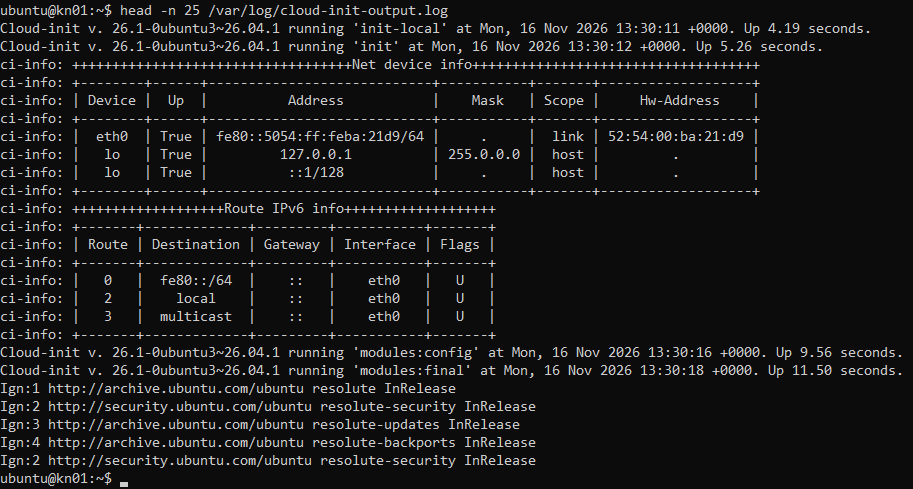 ubuntu@kn01:~$ head -n 25 /var/log/cloud-init-output.log
Cloud-init v. 26.1-0ubuntu3~26.04.1 running 'init-local' at Mon, 16 Nov 2026 13:30:11 +0000. Up 4.19 seconds.
Cloud-init v. 26.1-0ubuntu3~26.04.1 running 'init' at Mon, 16 Nov 2026 13:30:12 +0000. Up 5.26 seconds.
ci-info: +++++++++++++++++++++++++++++++++++Net device info++++++++++++++++++++++++++++++++++++
ci-info: +--------+------+----------------------------+-----------+-------+-------------------+
ci-info: | Device |  Up  |          Address           |    Mask   | Scope |     Hw-Address    |
ci-info: +--------+------+----------------------------+-----------+-------+-------------------+
ci-info: |  eth0  | True | fe80::5054:ff:feba:21d9/64 |     .     |  link | 52:54:00:ba:21:d9 |
ci-info: |   lo   | True |         127.0.0.1          | 255.0.0.0 |  host |         .         |
ci-info: |   lo   | True |          ::1/128           |     .     |  host |         .         |
ci-info: +--------+------+----------------------------+-----------+-------+-------------------+
ci-info: +++++++++++++++++++Route IPv6 info+++++++++++++++++++
ci-info: +-------+-------------+---------+-----------+-------+
ci-info: | Route | Destination | Gateway | Interface | Flags |
ci-info: +-------+-------------+---------+-----------+-------+
ci-info: |   0   |  fe80::/64  |    ::   |    eth0   |   U   |
ci-info: |   2   |    local    |    ::   |    eth0   |   U   |
ci-info: |   3   |  multicast  |    ::   |    eth0   |   U   |
ci-info: +-------+-------------+---------+-----------+-------+
Cloud-init v. 26.1-0ubuntu3~26.04.1 running 'modules:config' at Mon, 16 Nov 2026 13:30:16 +0000. Up 9.56 seconds.
Cloud-init v. 26.1-0ubuntu3~26.04.1 running 'modules:final' at Mon, 16 Nov 2026 13:30:18 +0000. Up 11.50 seconds.
Ign:1 http://archive.ubuntu.com/ubuntu resolute InRelease
Ign:2 http://security.ubuntu.com/ubuntu resolute-security InRelease
Ign:3 http://archive.ubuntu.com/ubuntu resolute-updates InRelease
Ign:4 http://archive.ubuntu.com/ubuntu resolute-backports InRelease
Ign:2 http://security.ubuntu.com/ubuntu resolute-security InRelease
ubuntu@kn01:~$